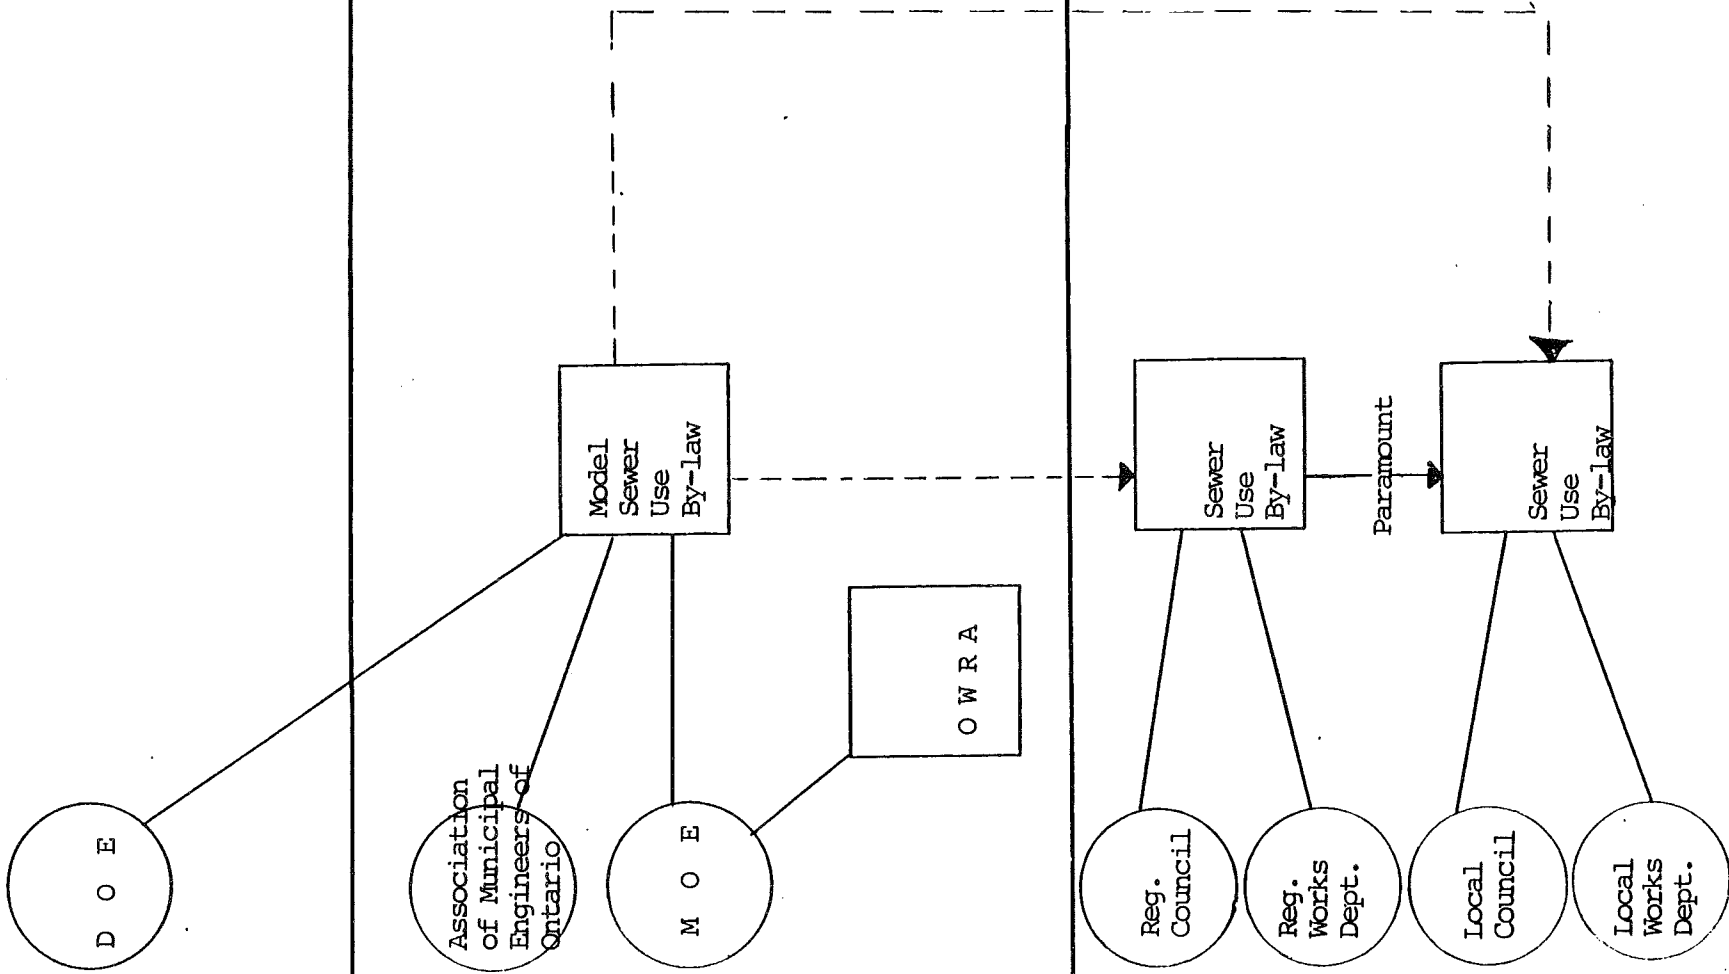 D O E
Association
of Municipal
Engineers of
Ontario
M O E
Model
Sewer
Use
By-law
O W R A
Reg.
Council
Reg.
Works
Dept.
Sewer
Use
By-law
Paramount
Local
Council
Local
Works
Dept.
Sewer
Use
By-law